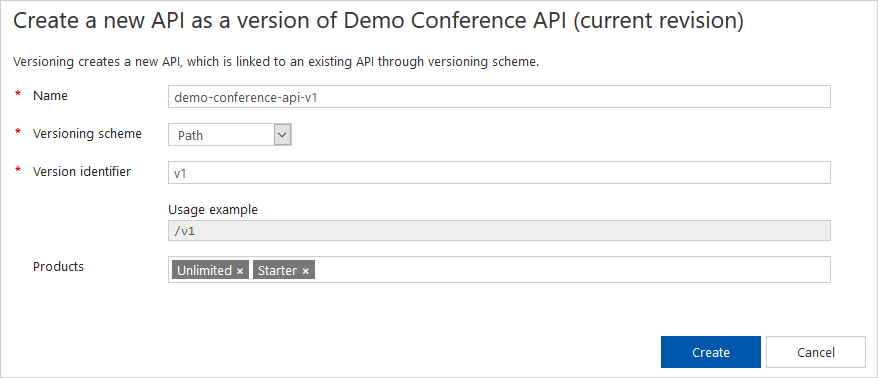 Create a new API as a version of Demo Conference API (current revision)
Versioning creates a new API, which is linked to an existing API through versioning scheme.
* Name demo-conference-api-v1
* Versioning scheme Path
* Version identifier v1
Usage example
/v1
Products Unlimited × Starter ×
Create Cancel